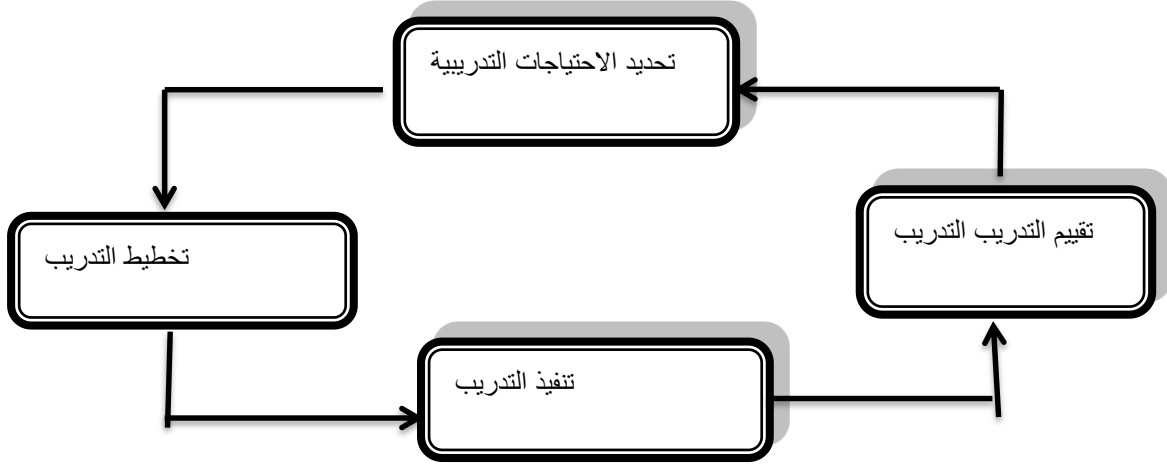 تحديد الاحتياجات التدريبية
تخطيط التدريب
تنفيذ التدريب
تقييم التدريب التدريب